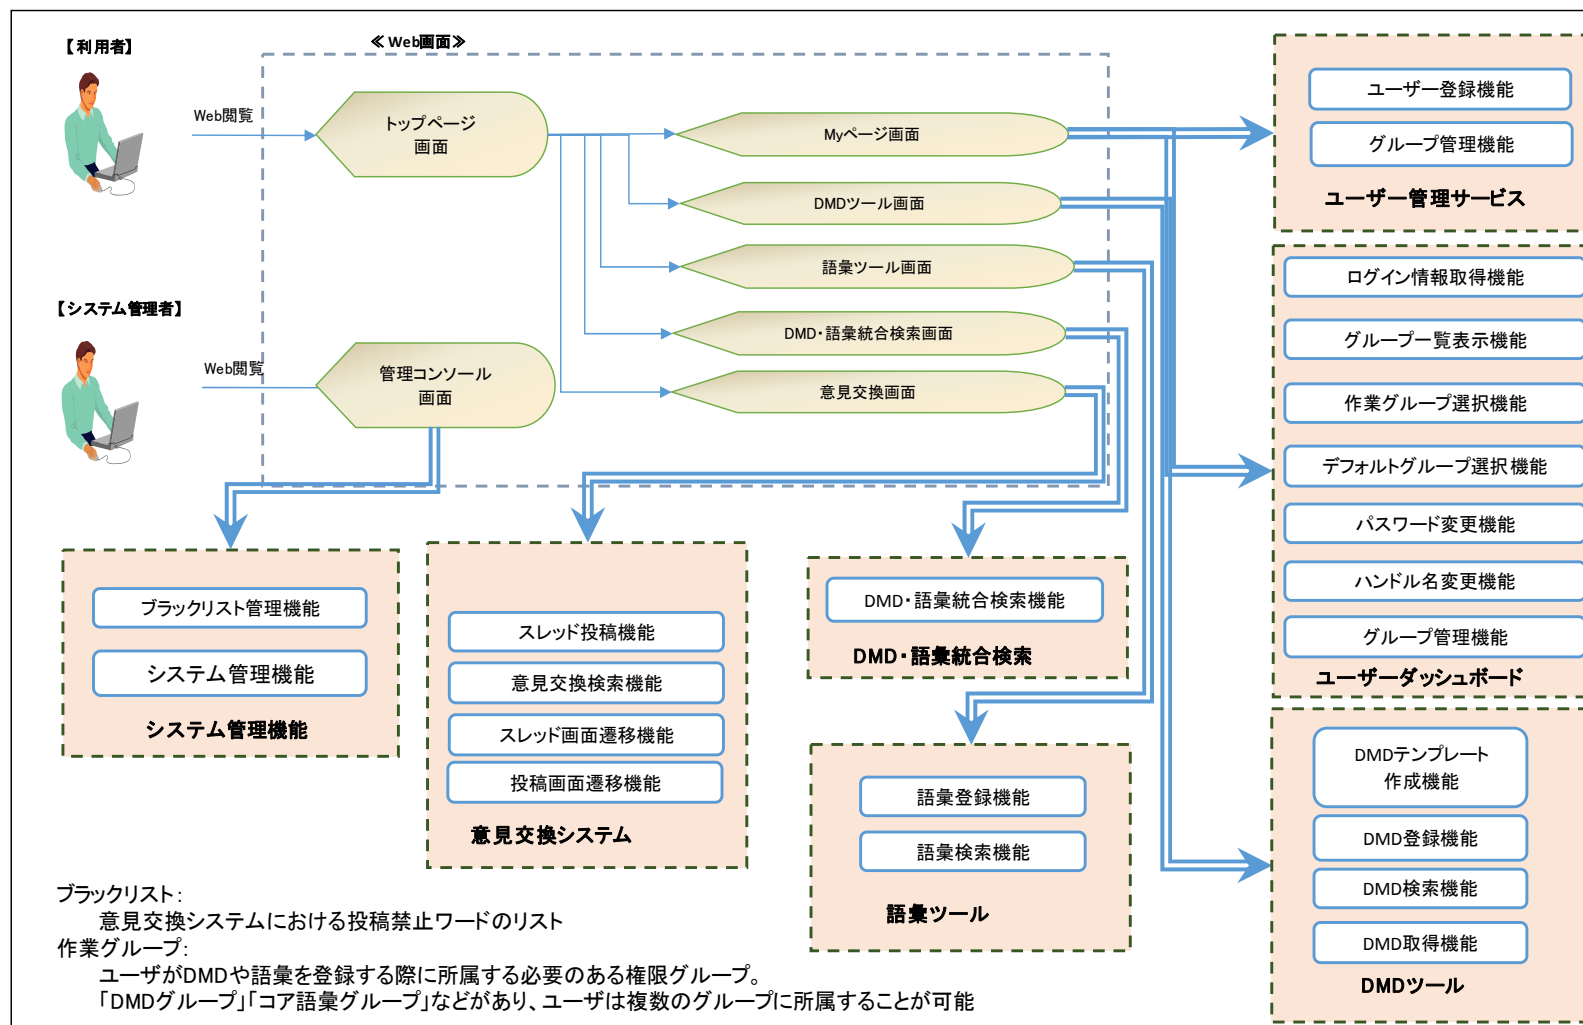 【利用者】
≪Web画面≫
Web閲覧
トップページ
画面
Myページ画面
DMDツール画面
語彙ツール画面
DMD・語彙統合検索画面
意見交換画面
【システム管理者】
Web閲覧
管理コンソール
画面
ユーザー登録機能
グループ管理機能
ユーザー管理サービス
ログイン情報取得機能
グループ一覧表示機能
作業グループ選択機能
デフォルトグループ選択機能
パスワード変更機能
ハンドル名変更機能
グループ管理機能
ユーザーダッシュボード
ブラックリスト管理機能
システム管理機能
システム管理機能
スレッド投稿機能
意見交換検索機能
スレッド画面遷移機能
投稿画面遷移機能
意見交換システム
DMD・語彙統合検索機能
DMD・語彙統合検索
語彙登録機能
語彙検索機能
語彙ツール
DMDテンプレート
作成機能
DMD登録機能
DMD検索機能
DMD取得機能
DMDツール
ブラックリスト:
意見交換システムにおける投稿禁止ワードのリスト
作業グループ:
ユーザがDMDや語彙を登録する際に所属する必要のある権限グループ。
「DMDグループ」「コア語彙グループ」などがあり、ユーザは複数のグループに所属することが可能